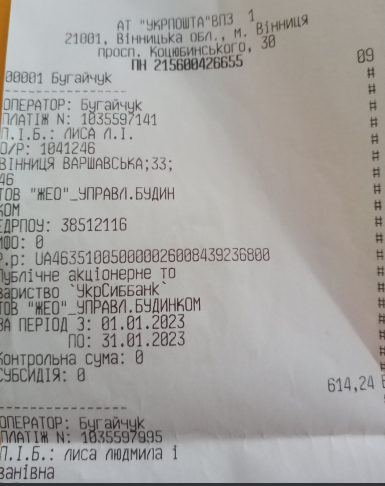 АТ "УКРПОШТА"ВПЗ 1
21001, Вінницька обл., м. Вінниця
просп. Коцюбинського, 30
ПН 215600426655
09
00001 Бугайчук #
ОПЕРАТОР: Бугайчук #
ПЛАТІЖ N: 1035597141 #
П.І.Б.: ЛИСА Л.І. #
О/Р: 1041246 #
ВІННИЦЯ ВАРШАВСЬКА;33; #
46 #
ТОВ "ЖЕО"_УПРАВЛ.БУДИН #
КОМ #
ЄДРПОУ: 38512116 #
МФО: 0 #
Р.р: UA463510050000026008439236800 #
Публічне акціонерне то #
вариство `УкрСиббанк` #
ТОВ "ЖЕО"_УПРАВЛ.БУДИНКОМ #
ЗА ПЕРІОД З: 01.01.2023 #
ПО: 31.01.2023 #
Контрольна сума: 0 #
СУБСИДІЯ: 0
614,24
ОПЕРАТОР: Бугайчук #
ПЛАТІЖ N: 1035597995 #
П.І.Б.: лиса людмила і #
ванівна #